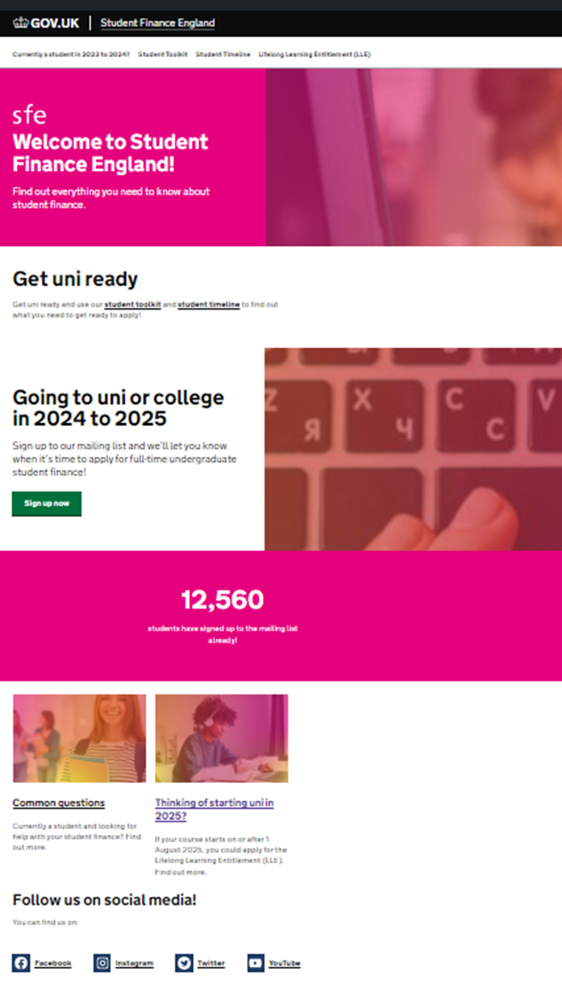 GOV.UK | Student Finance England
Currently a student in 2023 to 2024? Student Toolkit Student Timeline Lifelong Learning Entitlement (LLE)
sfe
Welcome to Student
Finance England!
Find out everything you need to know about
student finance.
Get uni ready
Get uni ready and use our student toolkit and student timeline to find out
what you need to get ready to apply!
Going to uni or college
in 2024 to 2025
Sign up to our mailing list and we'll let you know
when it's time to apply for full-time undergraduate
student finance!
Sign up now
Z X C V
Я Ч С
12,560
students have signed up to the mailing list
already!
Common questions
Currently a student and looking for
help with your student finance? Find
out more.
Thinking of starting uni in
2025?
If your course starts on or after 1
August 2025, you could apply for the
Lifelong Learning Entitlement (LLE).
Find out more.
Follow us on social media!
You can find us on:
Facebook Instagram Twitter YouTube